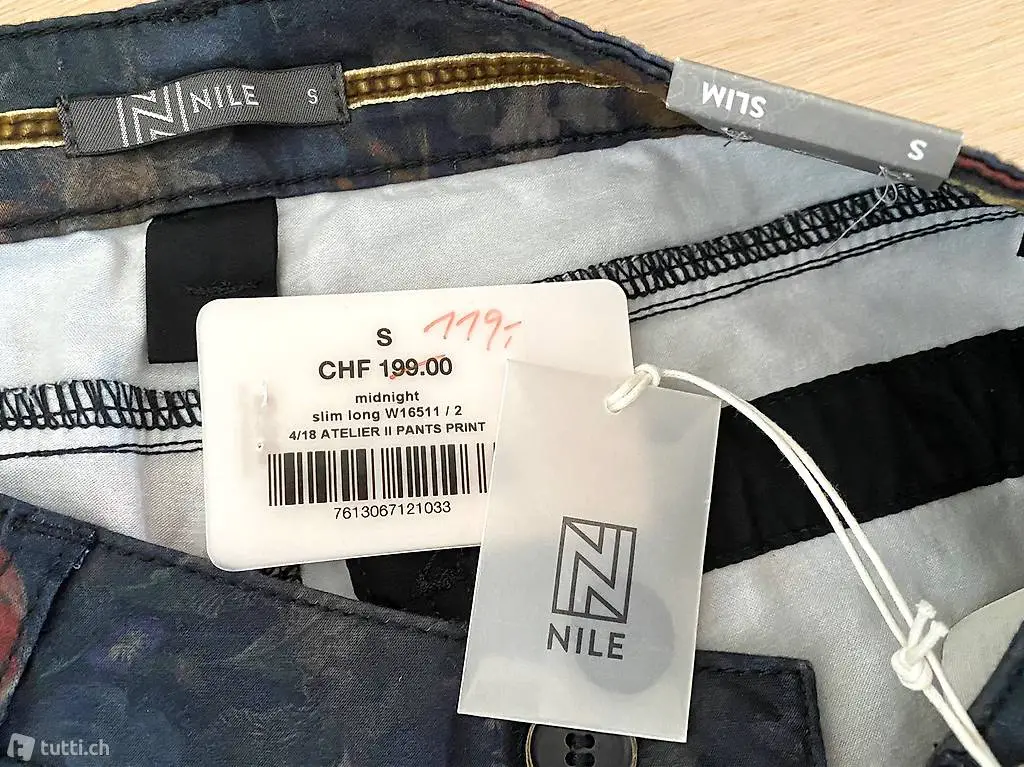 NILE S
SLIM S
S 119,-
CHF 199.00
midnight
slim long W16511 / 2
4/18 ATELIER II PANTS PRINT
7613067121033
NILE
tutti.ch